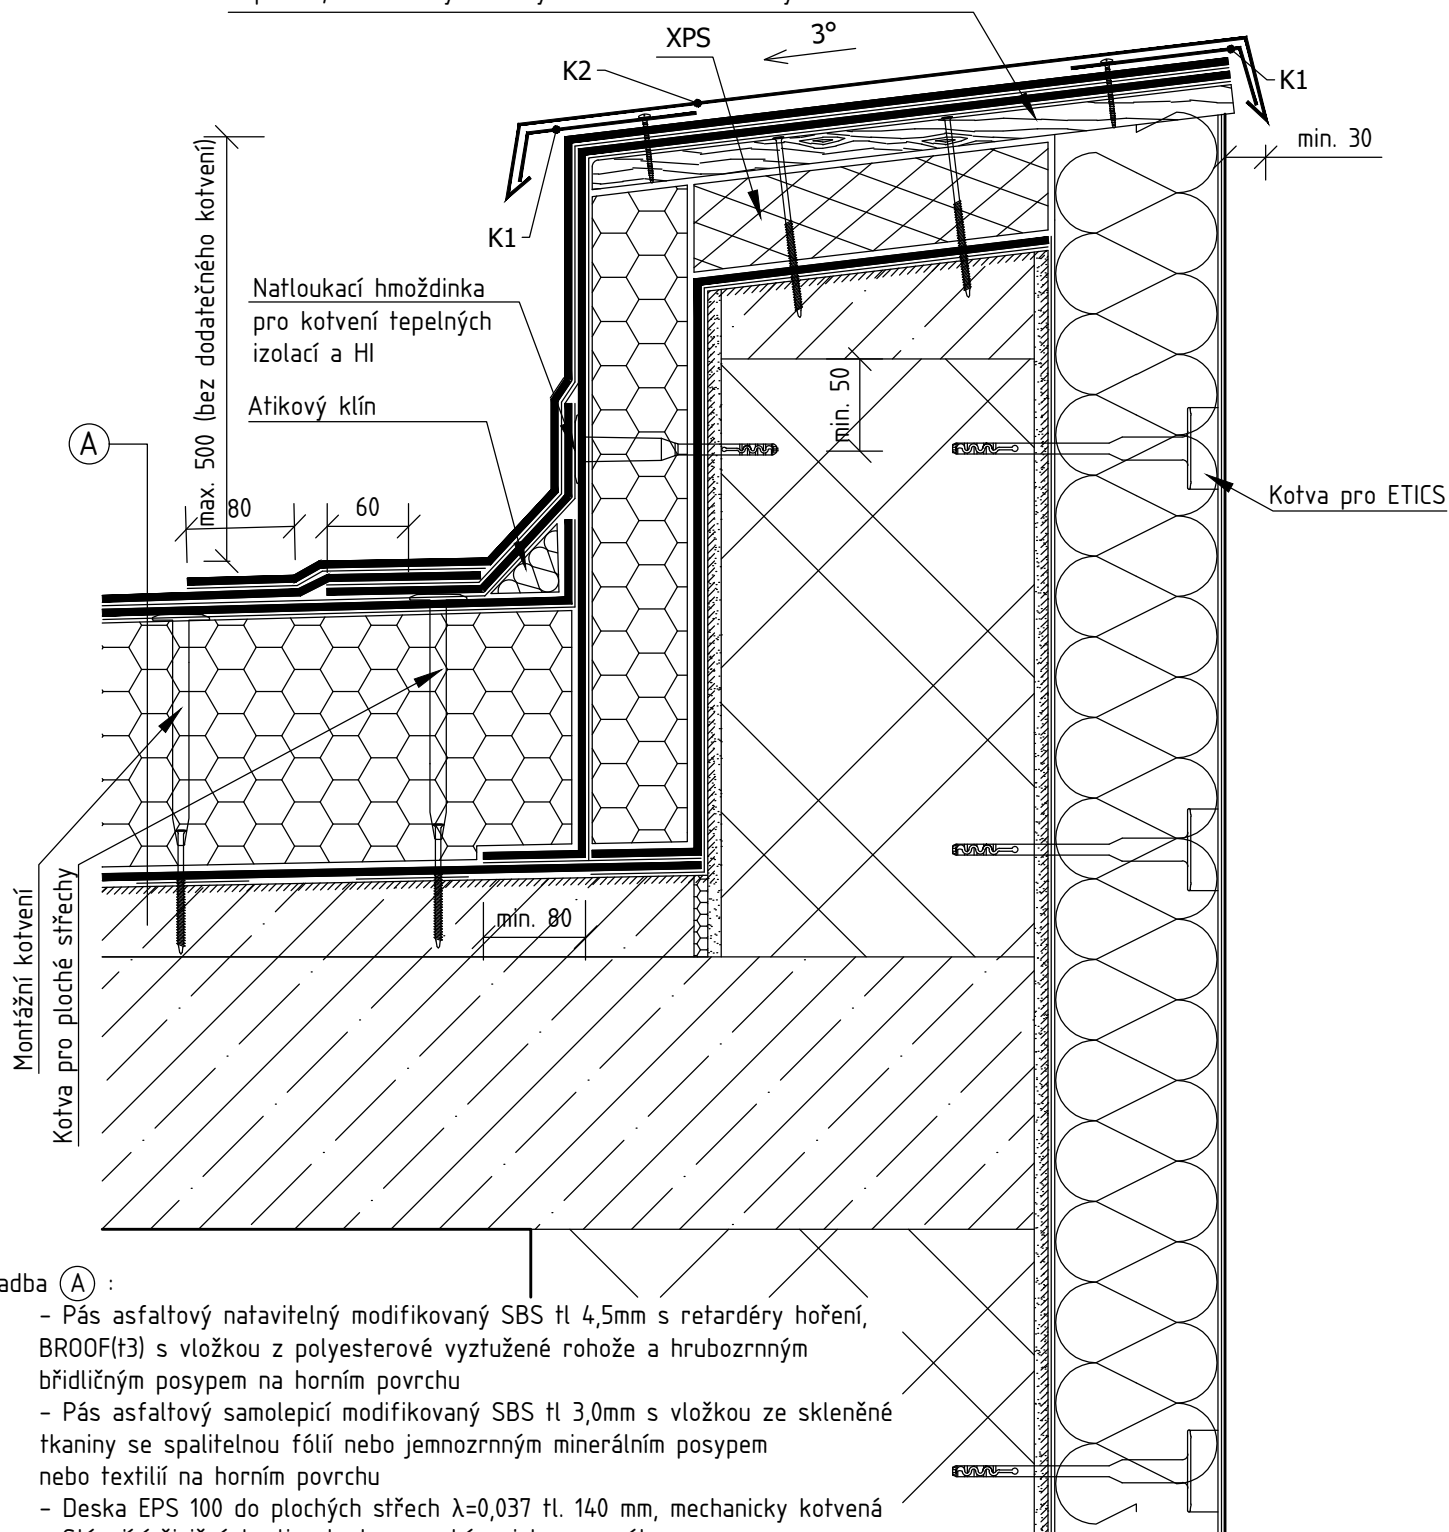 XPS
3°
K2
K1
min. 30
K1
max. 500 (bez dodatečného kotvení)
Natloukací hmoždinka
pro kotvení tepelných
izolací a HI
Atikový klín
min. 50
A
80
60
Kotva pro ETICS
min. 80
Montážní kotvení
Kotva pro ploché střechy
adba A :
- Pás asfaltový natavitelný modifikovaný SBS tl 4,5mm s retardéry hoření,
BROOF(t3) s vložkou z polyesterové vyztužené rohože a hrubozrnným
břidličným posypem na horním povrchu
- Pás asfaltový samolepicí modifikovaný SBS tl 3,0mm s vložkou ze skleněné
tkaniny se spalitelnou fólií nebo jemnozrnným minerálním posypem
nebo textilií na horním povrchu
- Deska EPS 100 do plochých střech λ=0,037 tl. 140 mm, mechanicky kotvená